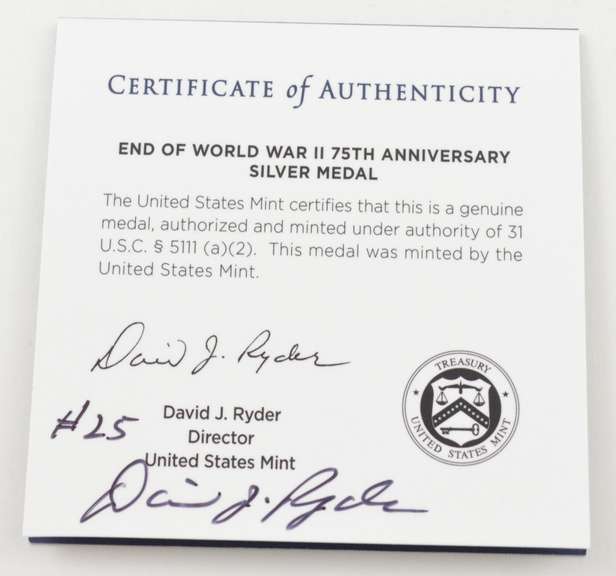 CERTIFICATE of AUTHENTICITY
END OF WORLD WAR II 75TH ANNIVERSARY
SILVER MEDAL
The United States Mint certifies that this is a genuine
medal, authorized and minted under authority of 31
U.S.C. § 5111 (a)(2). This medal was minted by the
United States Mint.
David J. Ryder
TREASURY
UNITED STATES MINT
#25
David J. Ryder
Director
United States Mint
David J. Ryder